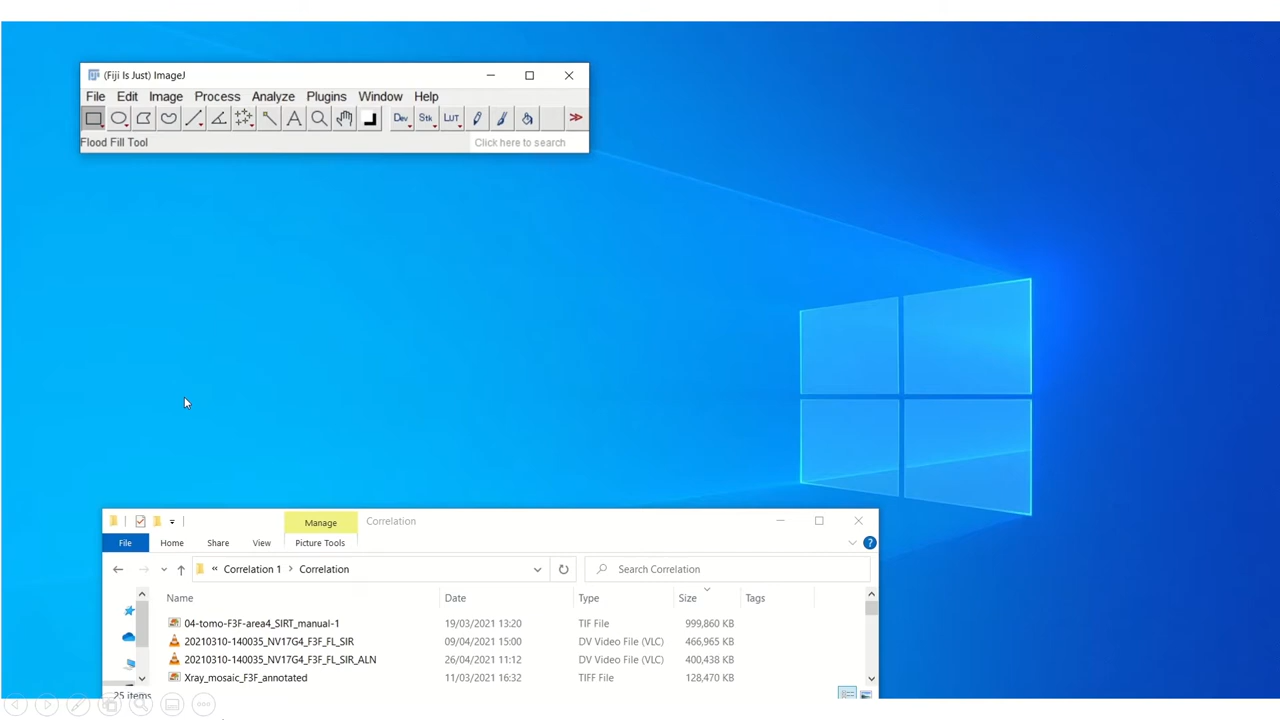 (Fiji Is Just) ImageJ
File Edit Image Process Analyze Plugins Window Help
Dev Stk LUT
Flood Fill Tool Click here to search
Manage Correlation
File Home Share View Picture Tools
« Correlation 1 > Correlation Search Correlation
Name Date Type Size Tags
04-tomo-F3F-area4_SIRT_manual-1 19/03/2021 13:20 TIF File 999,860 KB
20210310-140035_NV17G4_F3F_FL_SIR 09/04/2021 15:00 DV Video File (VLC) 466,965 KB
20210310-140035_NV17G4_F3F_FL_SIR_ALN 26/04/2021 11:12 DV Video File (VLC) 400,438 KB
Xray_mosaic_F3F_annotated 11/03/2021 16:32 TIFF File 128,470 KB
25 items